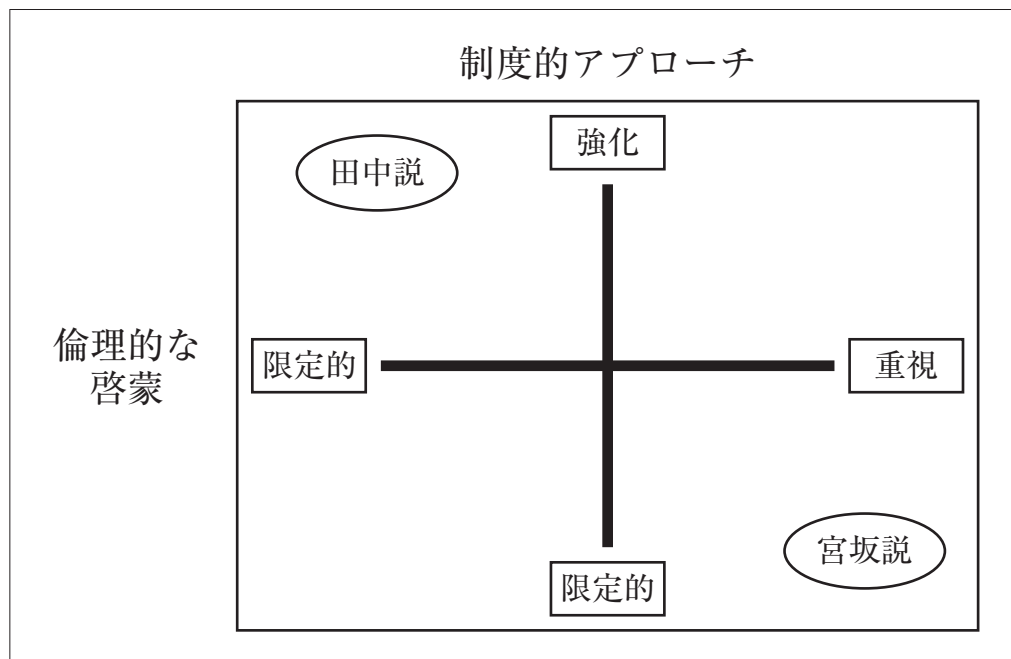 制度的アプローチ
強化
田中説
倫理的な
啓蒙
限定的
重視
宮坂説
限定的